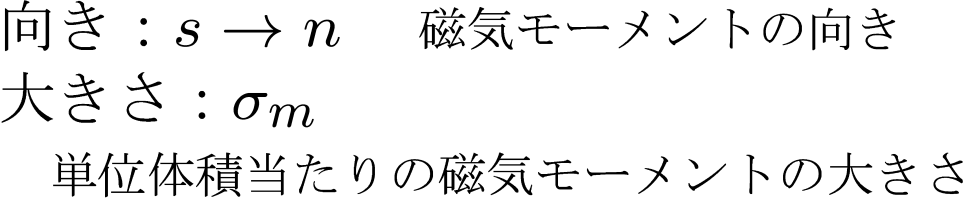 向き：s → n　磁気モーメントの向き
大きさ：σm
単位体積当たりの磁気モーメントの大きさ